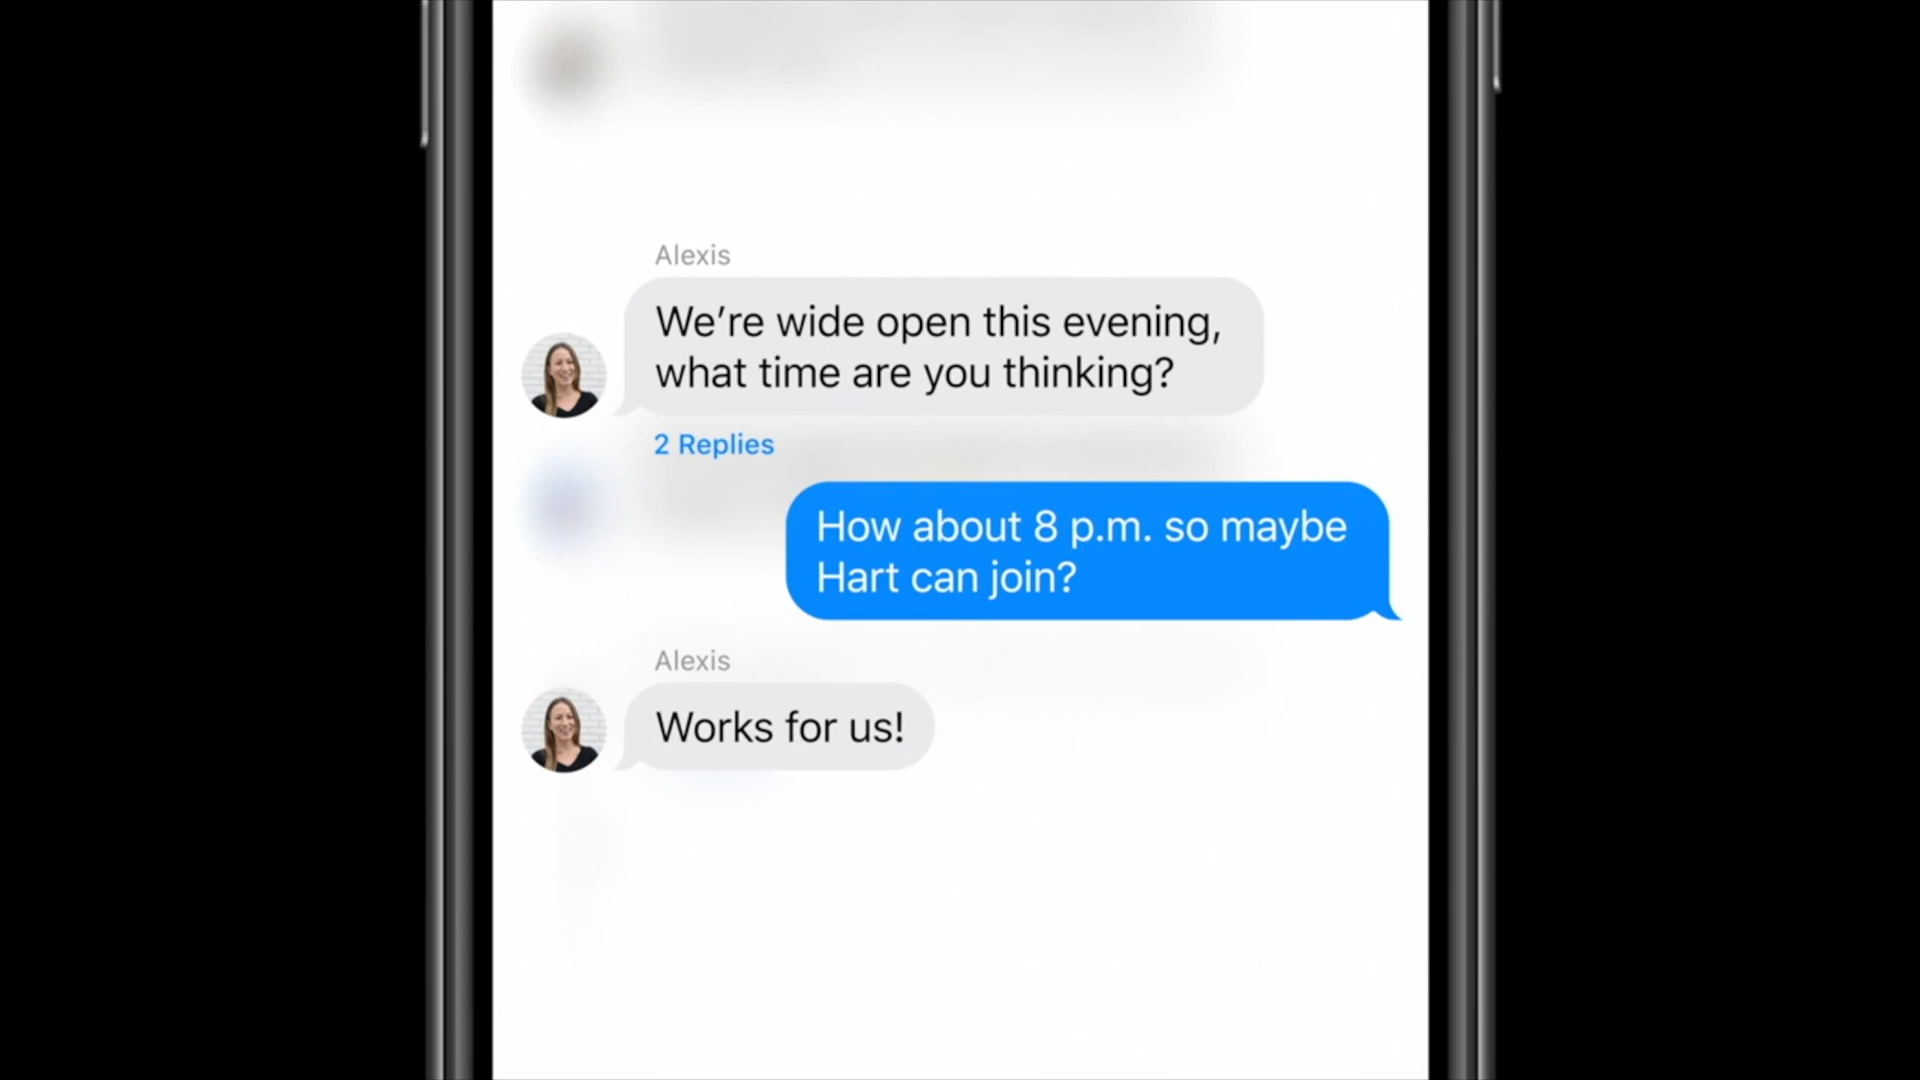 Alexis
We’re wide open this evening,
what time are you thinking?
2 Replies
How about 8 p.m. so maybe
Hart can join?
Alexis
Works for us!